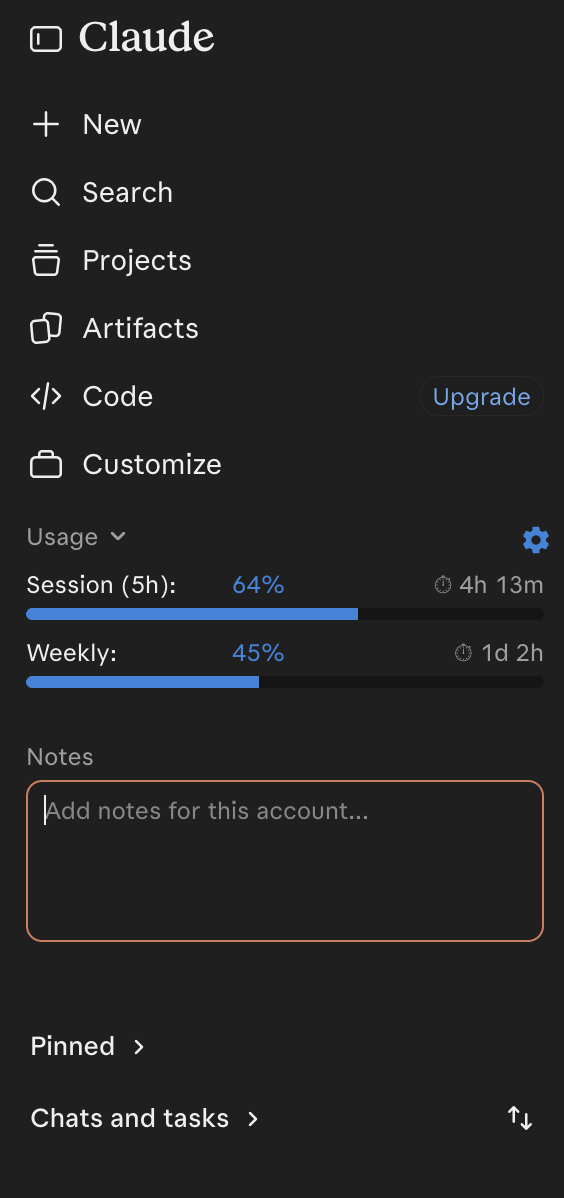 Claude
New
Search
Projects
Artifacts
Code Upgrade
Customize
Usage
Session (5h): 64% ⏱ 4h 13m
Weekly: 45% ⏱ 1d 2h
Notes
Add notes for this account...
Pinned
Chats and tasks